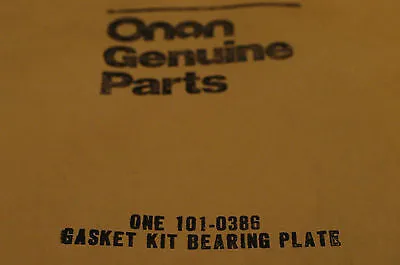 Onan
Genuine
Parts
ONE 101-0386
GASKET KIT BEARING PLATE